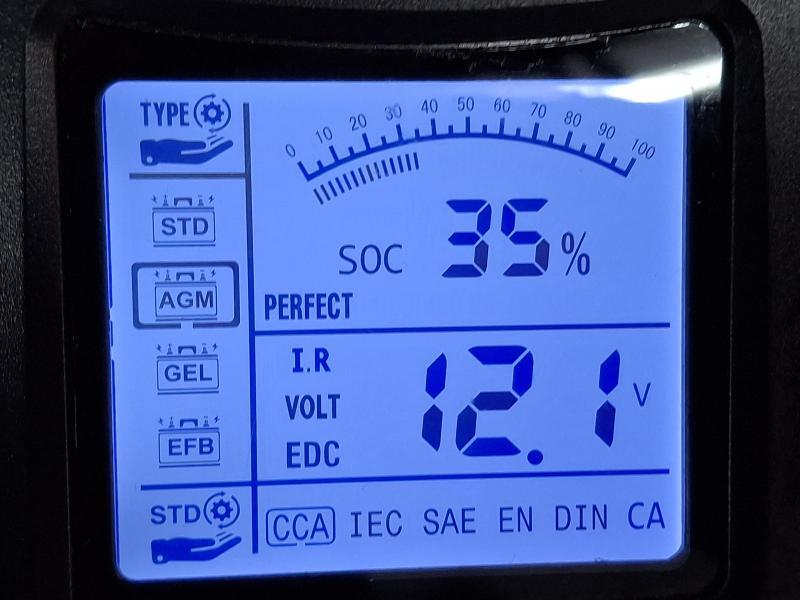 TYPE
0 10 20 30 40 50 60 70 80 90 100
STD
SOC 35%
AGM
PERFECT
I.R
GEL
VOLT 12.1 V
EFB
EDC
STD
CCA IEC SAE EN DIN CA